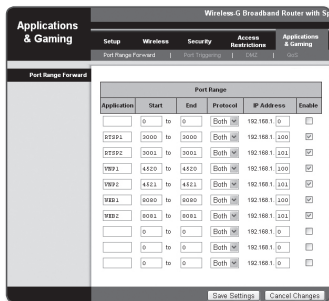 Wireless-G Broadband Router with Sp
Applications & Gaming
Setup Wireless Security Access Restrictions Applications & Gaming
Port Range Forward | Port Triggering | DMZ | QoS
Port Range Forward
Port Range
Application Start End Protocol IP Address Enable
0 to 0 Both 192.168.1. 0
RTSP1 3000 to 3000 Both 192.168.1. 100
RTSP2 3001 to 3001 Both 192.168.1. 101
VNP1 4520 to 4520 Both 192.168.1. 100
VNP2 4521 to 4521 Both 192.168.1. 101
WEB1 8080 to 8080 Both 192.168.1. 100
WEB2 8081 to 8081 Both 192.168.1. 101
0 to 0 Both 192.168.1. 0
0 to 0 Both 192.168.1. 0
0 to 0 Both 192.168.1. 0
Save Settings Cancel Changes